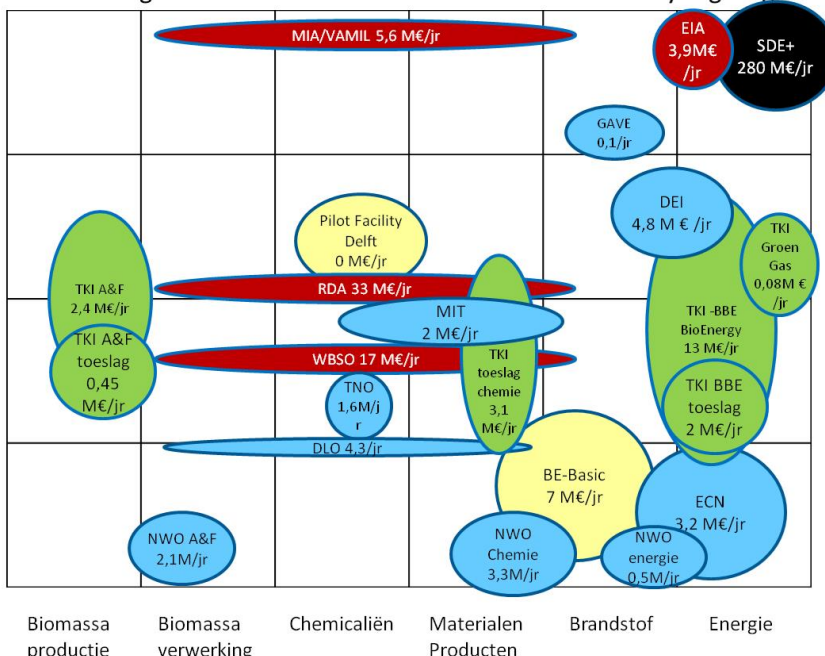 MIA/VAMIL 5,6 M€/jr
EIA
3,9M€
/jr
SDE+
280 M€/jr
GAVE
0,1/jr
DEI
4,8 M € /jr
Pilot Facility
Delft
0 M€/jr
TKI
Groen
Gas
0,08M €
/jr
TKI A&F
2,4 M€/jr
RDA 33 M€/jr
MIT
2 M€/jr
TKI -BBE
BioEnergy
13 M€/jr
TKI A&F
toeslag
0,45
M€/jr
WBSO 17 M€/jr
TKI
toeslag
chemie
3,1
M€/jr
TNO
1,6M/j
r
TKI BBE
toeslag
2 M€/jr
DLO 4,3/jr
BE-Basic
7 M€/jr
ECN
3,2 M€/jr
NWO A&F
2,1M/jr
NWO
Chemie
3,3M/jr
NWO
energie
0,5M/jr
Biomassa
productie
Biomassa
verwerking
Chemicaliën
Materialen
Producten
Brandstof
Energie